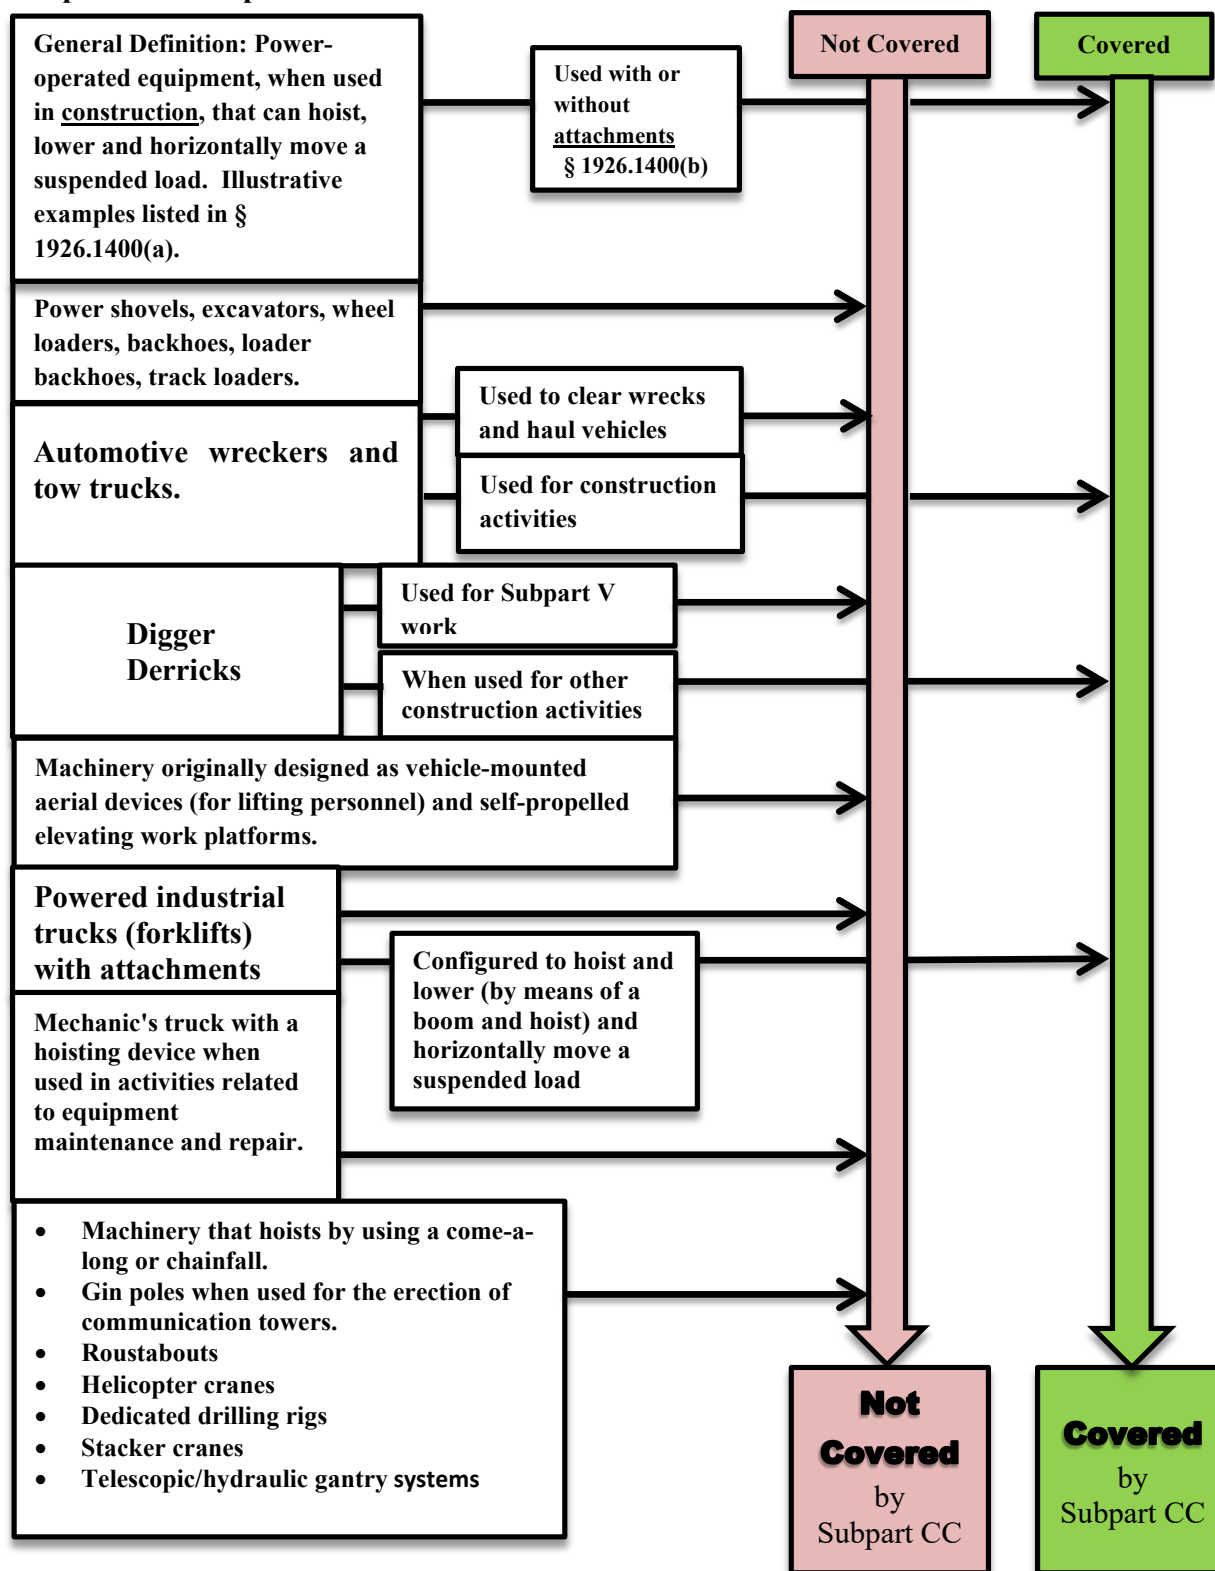 General Definition: Power-
operated equipment, when used
in construction, that can hoist,
lower and horizontally move a
suspended load.  Illustrative
examples listed in §
1926.1400(a).
Used with or
without
attachments
§ 1926.1400(b)
Not Covered
Covered
Power shovels, excavators, wheel
loaders, backhoes, loader
backhoes, track loaders.
Automotive wreckers and
tow trucks.
Used to clear wrecks
and haul vehicles
Used for construction
activities
Digger
Derricks
Used for Subpart V
work
When used for other
construction activities
Machinery originally designed as vehicle-mounted
aerial devices (for lifting personnel) and self-propelled
elevating work platforms.
Powered industrial
trucks (forklifts)
with attachments
Configured to hoist and
lower (by means of a
boom and hoist) and
horizontally move a
suspended load
Mechanic's truck with a
hoisting device when
used in activities related
to equipment
maintenance and repair.
• Machinery that hoists by using a come-a-
long or chainfall.
• Gin poles when used for the erection of
communication towers.
• Roustabouts
• Helicopter cranes
• Dedicated drilling rigs
• Stacker cranes
• Telescopic/hydraulic gantry systems
Not
Covered
by
Subpart CC
Covered
by
Subpart CC